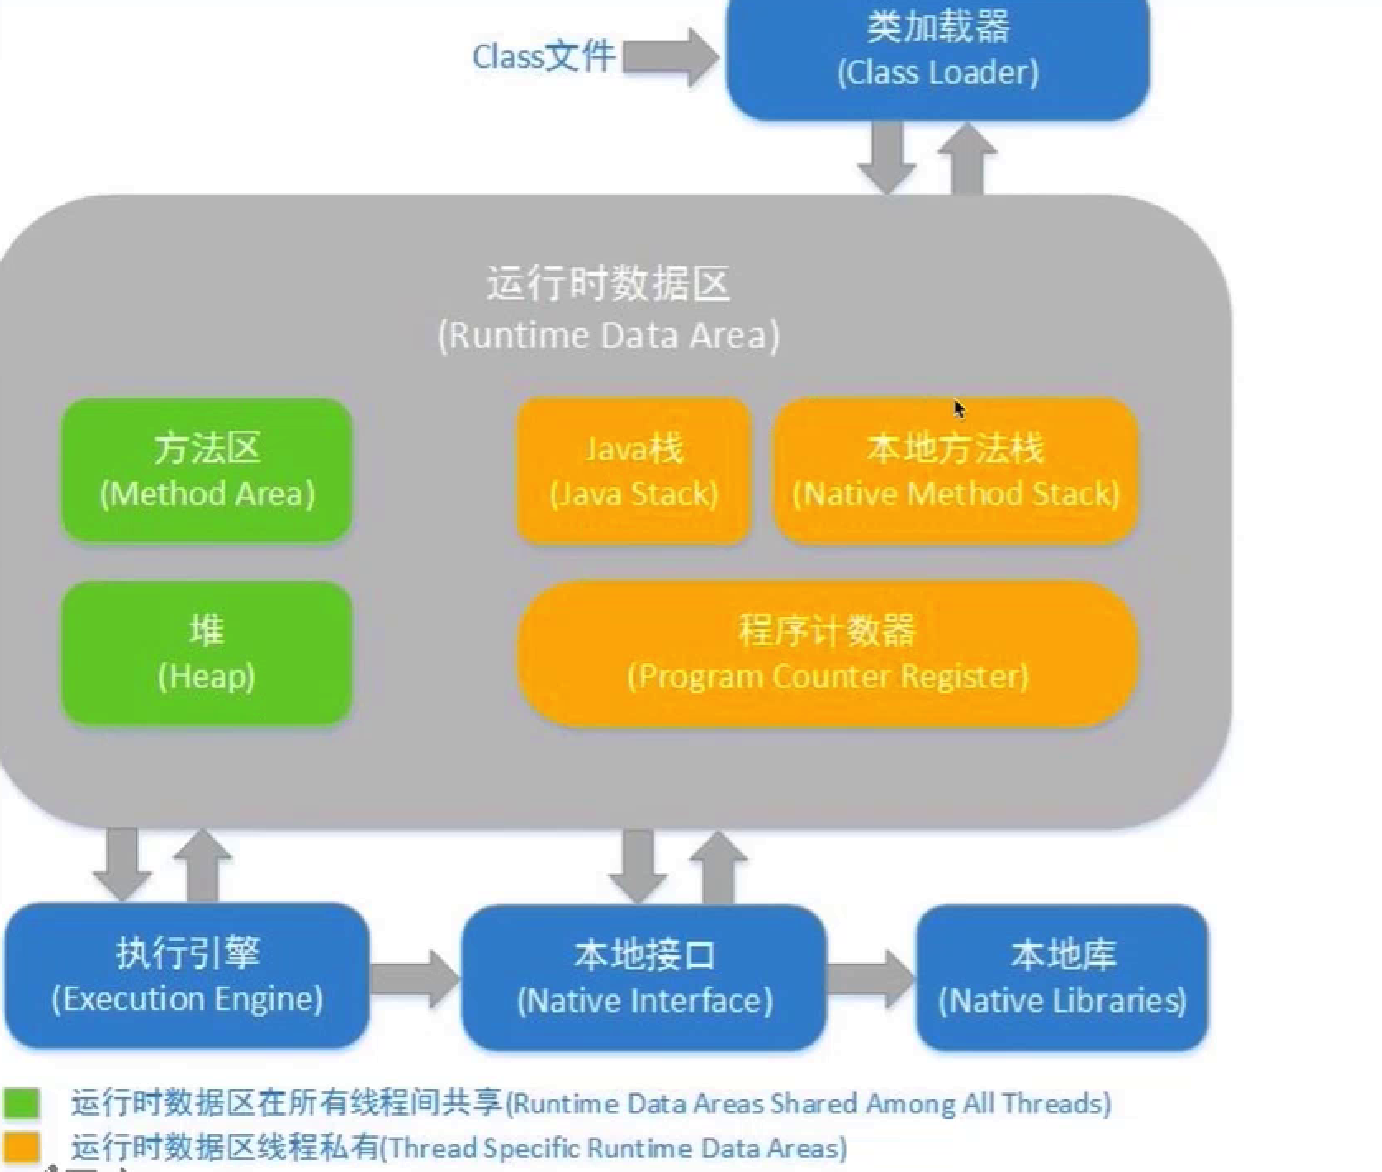 类加载器
(Class Loader)
Class文件
运行时数据区
(Runtime Data Area)
方法区
(Method Area)
Java栈
(Java Stack)
本地方法栈
(Native Method Stack)
堆
(Heap)
程序计数器
(Program Counter Register)
执行引擎
(Execution Engine)
本地接口
(Native Interface)
本地库
(Native Libraries)
运行时数据区在所有线程间共享(Runtime Data Areas Shared Among All Threads)
运行时数据区线程私有(Thread Specific Runtime Data Areas)